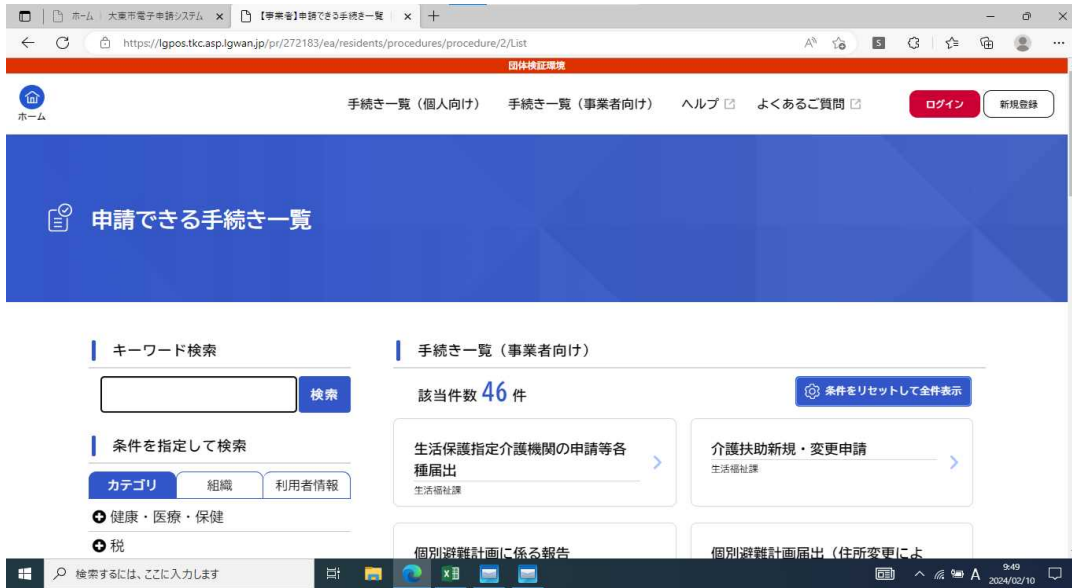 ホーム | 大東市電子申請システム
【事業者】申請できる手続き一覧
https://lgpos.tkc.asp.lgwan.jp/pr/272183/ea/residents/procedures/procedure/2/List
団体検証環境
ホーム
手続き一覧（個人向け） 手続き一覧（事業者向け） ヘルプ よくあるご質問 ログイン 新規登録
申請できる手続き一覧
キーワード検索
検索
条件を指定して検索
カテゴリ 組織 利用者情報
健康・医療・保健
税
手続き一覧（事業者向け）
該当件数 46 件
条件をリセットして全件表示
生活保護指定介護機関の申請等各
種届出
生活福祉課
介護扶助新規・変更申請
生活福祉課
個別避難計画に係る報告
個別避難計画届出（住所変更によ
検索するには、ここに入力します
A
9:49
2024/02/10